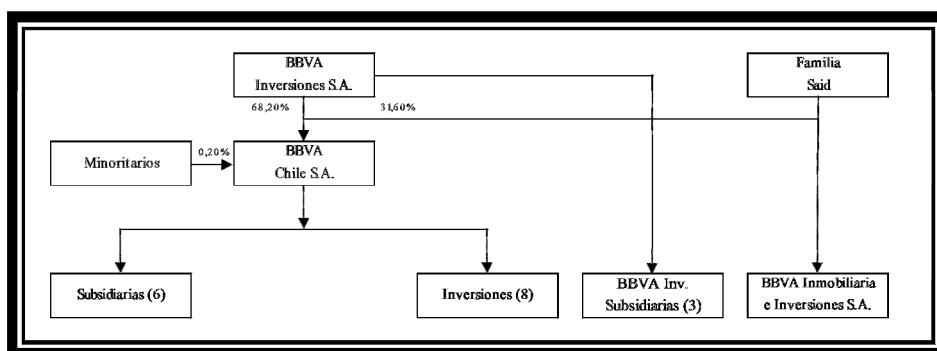 BBVA
Inversiones S.A.
Familia
Said
68,20%
31,60%
Minoritarios
0,20%
BBVA
Chile S.A.
Subsidiarias (6)
Inversiones (8)
BBVA Inv.
Subsidiarias (3)
BBVA Inmobiliaria
e Inversiones S.A.